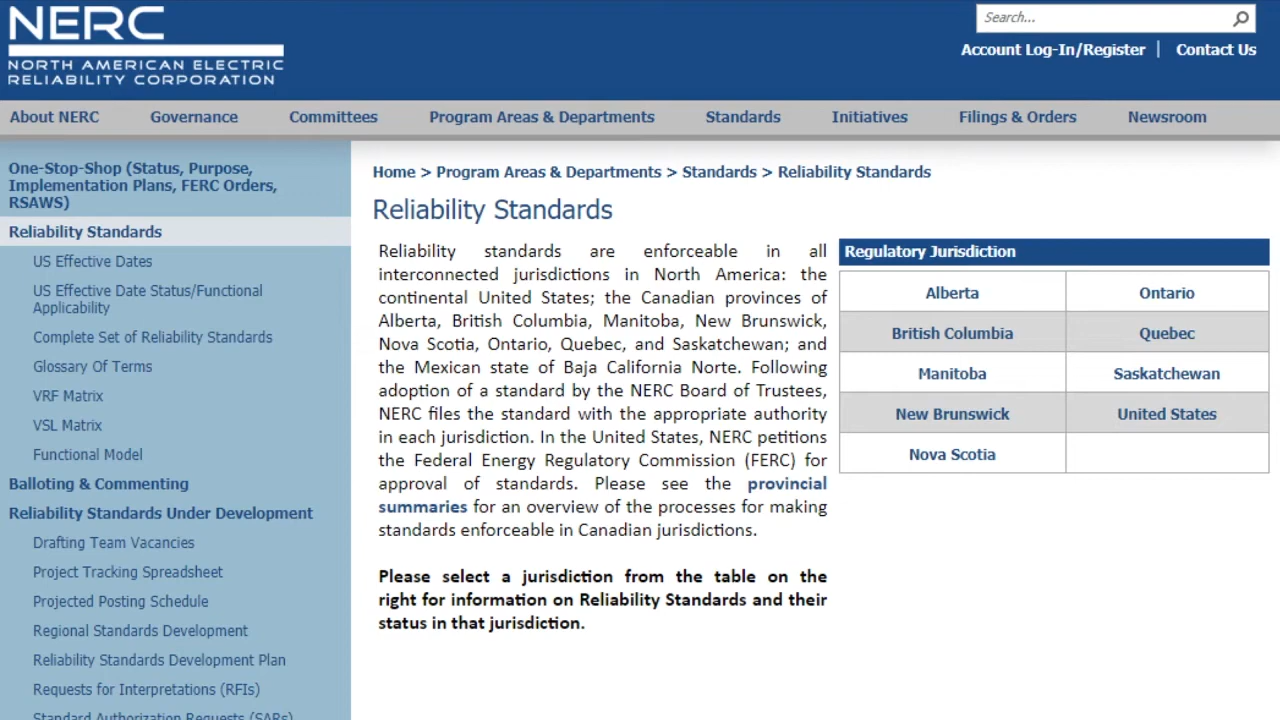 NERC
NORTH AMERICAN ELECTRIC
RELIABILITY CORPORATION
Search...
Account Log-In/Register | Contact Us
About NERC Governance Committees Program Areas & Departments Standards Initiatives Filings & Orders Newsroom
One-Stop-Shop (Status, Purpose,
Implementation Plans, FERC Orders,
RSAWS)
Reliability Standards
US Effective Dates
US Effective Date Status/Functional
Applicability
Complete Set of Reliability Standards
Glossary Of Terms
VRF Matrix
VSL Matrix
Functional Model
Balloting & Commenting
Reliability Standards Under Development
Drafting Team Vacancies
Project Tracking Spreadsheet
Projected Posting Schedule
Regional Standards Development
Reliability Standards Development Plan
Requests for Interpretations (RFIs)
Standard Authorization Requests (SARs)
Home > Program Areas & Departments > Standards > Reliability Standards
Reliability Standards
Reliability standards are enforceable in all
interconnected jurisdictions in North America: the
continental United States; the Canadian provinces of
Alberta, British Columbia, Manitoba, New Brunswick,
Nova Scotia, Ontario, Quebec, and Saskatchewan; and
the Mexican state of Baja California Norte. Following
adoption of a standard by the NERC Board of Trustees,
NERC files the standard with the appropriate authority
in each jurisdiction. In the United States, NERC petitions
the Federal Energy Regulatory Commission (FERC) for
approval of standards. Please see the provincial
summaries for an overview of the processes for making
standards enforceable in Canadian jurisdictions.
Please select a jurisdiction from the table on the
right for information on Reliability Standards and their
status in that jurisdiction.
Regulatory Jurisdiction
Alberta Ontario
British Columbia Quebec
Manitoba Saskatchewan
New Brunswick United States
Nova Scotia